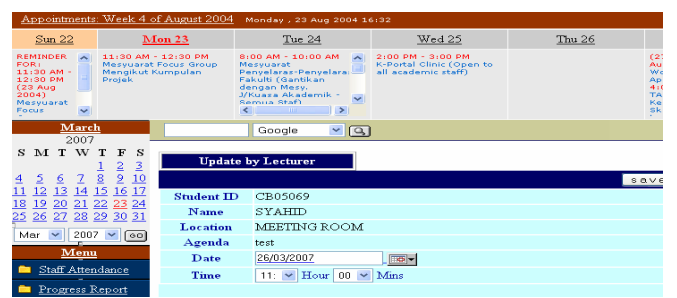 Appointments: Week 4 of August 2004 Monday , 23 Aug 2004 16:32
Sun 22 Mon 23 Tue 24 Wed 25 Thu 26
REMINDER
FOR:
11:30 AM -
12:30 PM
(23 Aug
2004)
Mesyuarat
Focus
11:30 AM - 12:30 PM
Mesyuarat Focus Group
Mengikut Kumpulan
Projek
8:00 AM - 10:00 AM
Mesyuarat
Penyelaras-Penyelara
Fakulti (Gantikan
dengan Mesy.
J/Kuasa Akademik -
Semua Staf)
2:00 PM - 3:00 PM
K-Portal Clinic (Open to
all academic staff)
March
2007
S M T W T F S
1 2 3
4 5 6 7 8 9 10
11 12 13 14 15 16 17
18 19 20 21 22 23 24
25 26 27 28 29 30 31
Mar 2007 GO
Menu
Staff Attendance
Progress Report
Google
Update by Lecturer
save
Student ID CB05069
Name SYAHID
Location MEETING ROOM
Agenda test
Date 26/03/2007
Time 11: Hour 00 Mins